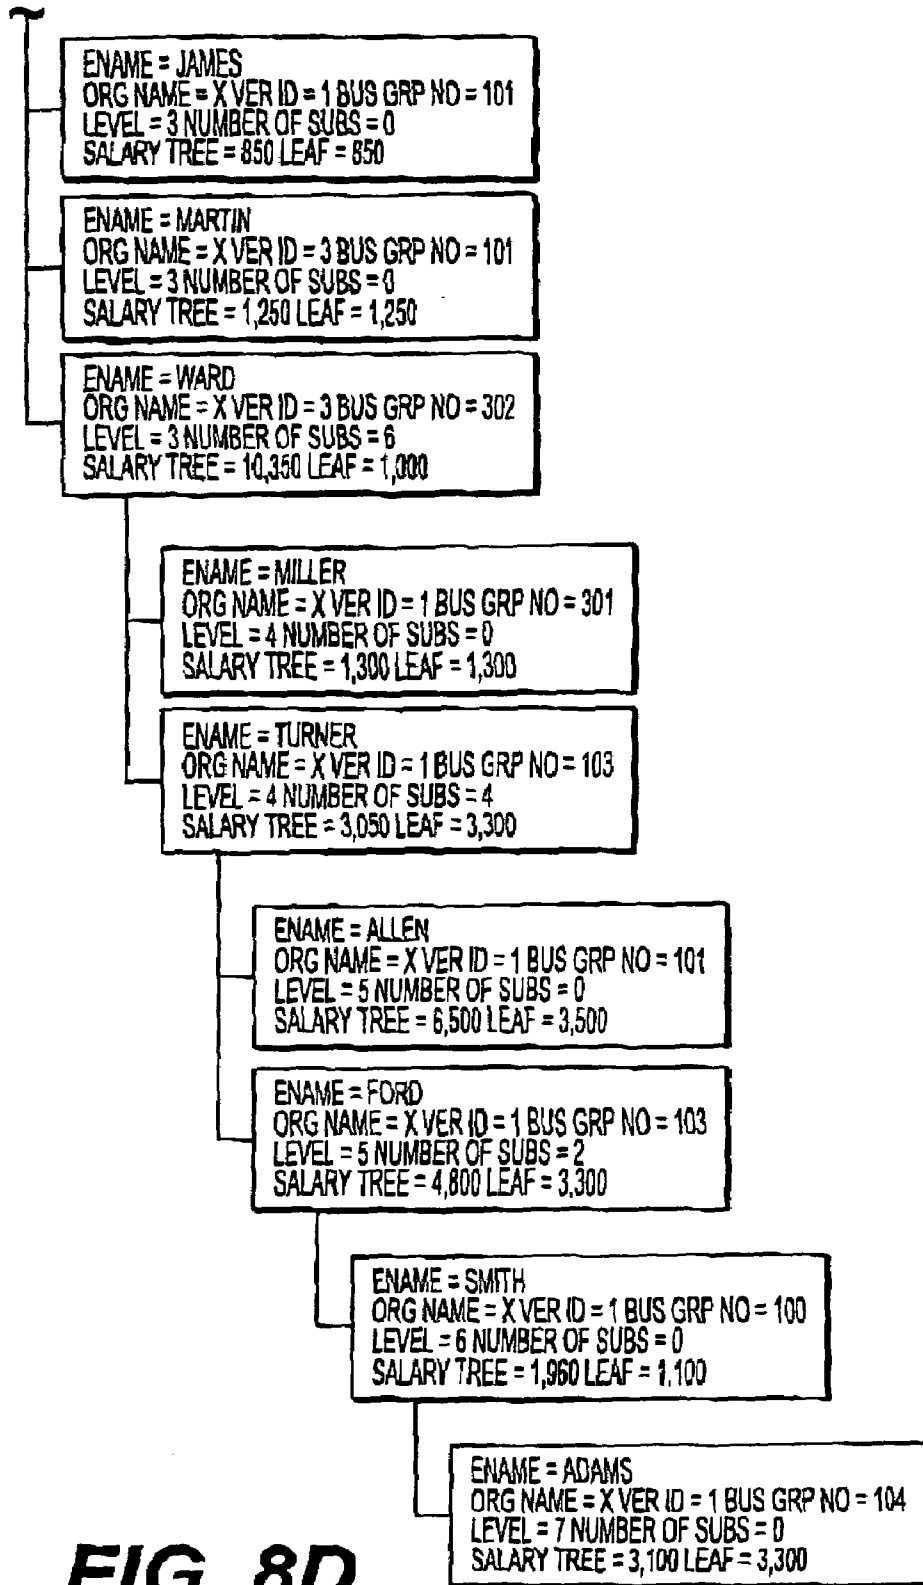 ENAME = JAMES
ORG NAME = X VER ID = 1 BUS GRP NO = 101
LEVEL = 3 NUMBER OF SUBS = 0
SALARY TREE = 850 LEAF = 850
ENAME = MARTIN
ORG NAME = X VER ID = 3 BUS GRP NO = 101
LEVEL = 3 NUMBER OF SUBS = 0
SALARY TREE = 1,250 LEAF = 1,250
ENAME = WARD
ORG NAME = X VER ID = 3 BUS GRP NO = 302
LEVEL = 3 NUMBER OF SUBS = 6
SALARY TREE = 10,350 LEAF = 1,000
ENAME = MILLER
ORG NAME = X VER ID = 1 BUS GRP NO = 301
LEVEL = 4 NUMBER OF SUBS = 0
SALARY TREE = 1,300 LEAF = 1,300
ENAME = TURNER
ORG NAME = X VER ID = 1 BUS GRP NO = 103
LEVEL = 4 NUMBER OF SUBS = 4
SALARY TREE = 3,050 LEAF = 3,300
ENAME = ALLEN
ORG NAME = X VER ID = 1 BUS GRP NO = 101
LEVEL = 5 NUMBER OF SUBS = 0
SALARY TREE = 6,500 LEAF = 3,500
ENAME = FORD
ORG NAME = X VER ID = 1 BUS GRP NO = 103
LEVEL = 5 NUMBER OF SUBS = 2
SALARY TREE = 4,800 LEAF = 3,300
ENAME = SMITH
ORG NAME = X VER ID = 1 BUS GRP NO = 100
LEVEL = 6 NUMBER OF SUBS = 0
SALARY TREE = 1,960 LEAF = 1,100
ENAME = ADAMS
ORG NAME = X VER ID = 1 BUS GRP NO = 104
LEVEL = 7 NUMBER OF SUBS = 0
SALARY TREE = 3,100 LEAF = 3,300
FIG. 8D